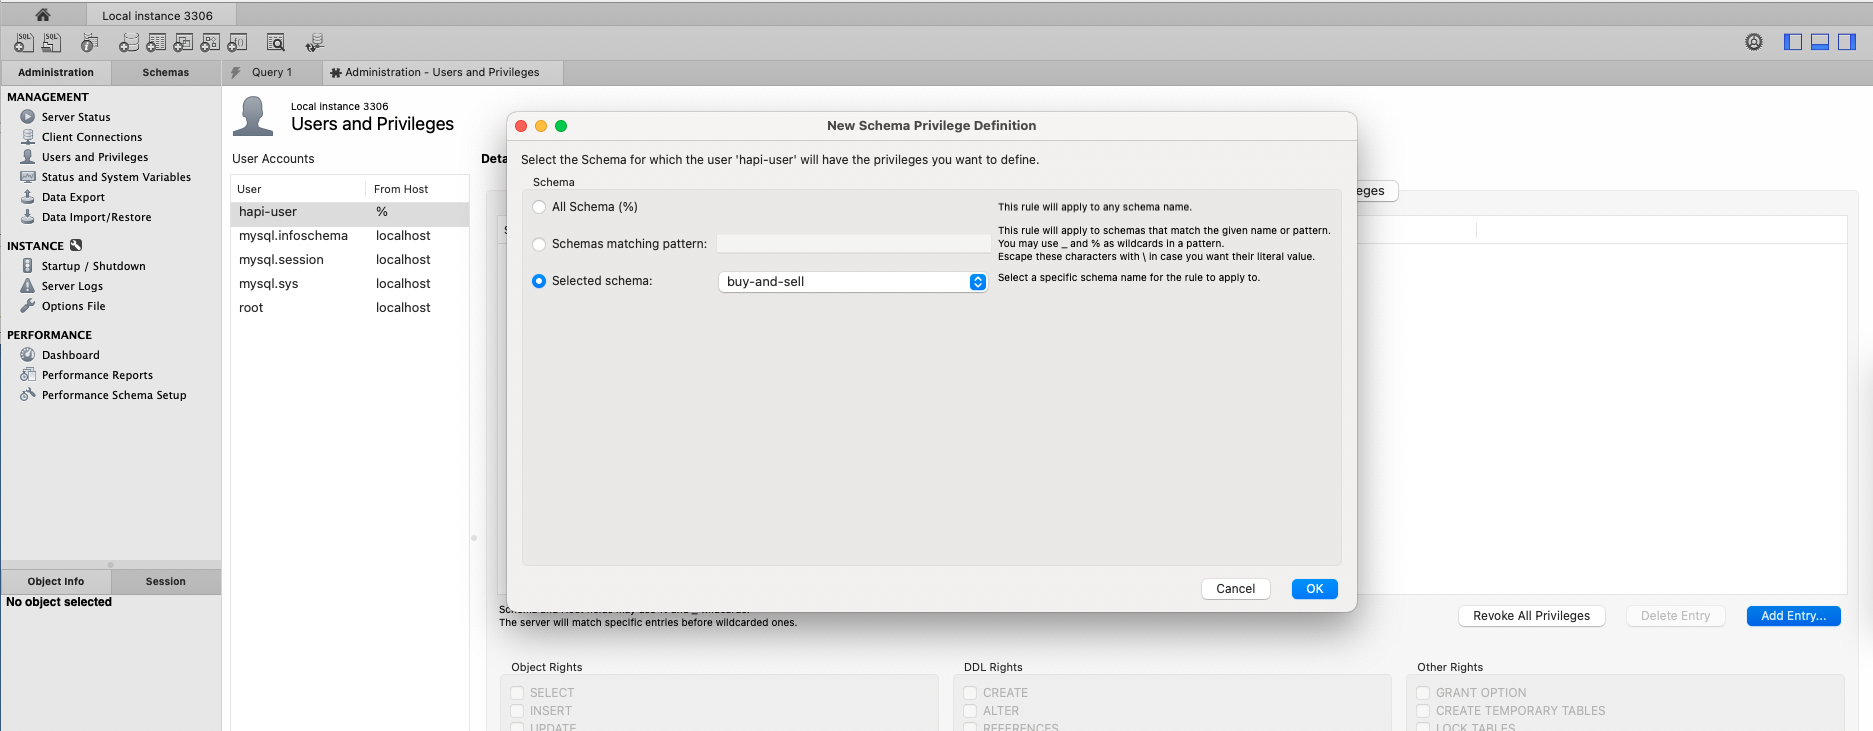 Local instance 3306
Administration
Schemas
Query 1
Administration - Users and Privileges
MANAGEMENT
Server Status
Client Connections
Users and Privileges
Status and System Variables
Data Export
Data Import/Restore
INSTANCE
Startup / Shutdown
Server Logs
Options File
PERFORMANCE
Dashboard
Performance Reports
Performance Schema Setup
Object Info
Session
No object selected
Local instance 3306
Users and Privileges
User Accounts
User From Host
hapi-user %
mysql.infoschema localhost
mysql.session localhost
mysql.sys localhost
root localhost
New Schema Privilege Definition
Select the Schema for which the user 'hapi-user' will have the privileges you want to define.
Schema
All Schema (%)
This rule will apply to any schema name.
Schemas matching pattern:
This rule will apply to schemas that match the given name or pattern.
You may use _ and % as wildcards in a pattern.
Escape these characters with \ in case you want their literal value.
Selected schema:
buy-and-sell
Select a specific schema name for the rule to apply to.
Cancel
OK
The server will match specific entries before wildcarded ones.
Revoke All Privileges
Delete Entry
Add Entry...
Object Rights
SELECT
INSERT
UPDATE
DDL Rights
CREATE
ALTER
REFERENCES
Other Rights
GRANT OPTION
CREATE TEMPORARY TABLES
LOCK TABLES